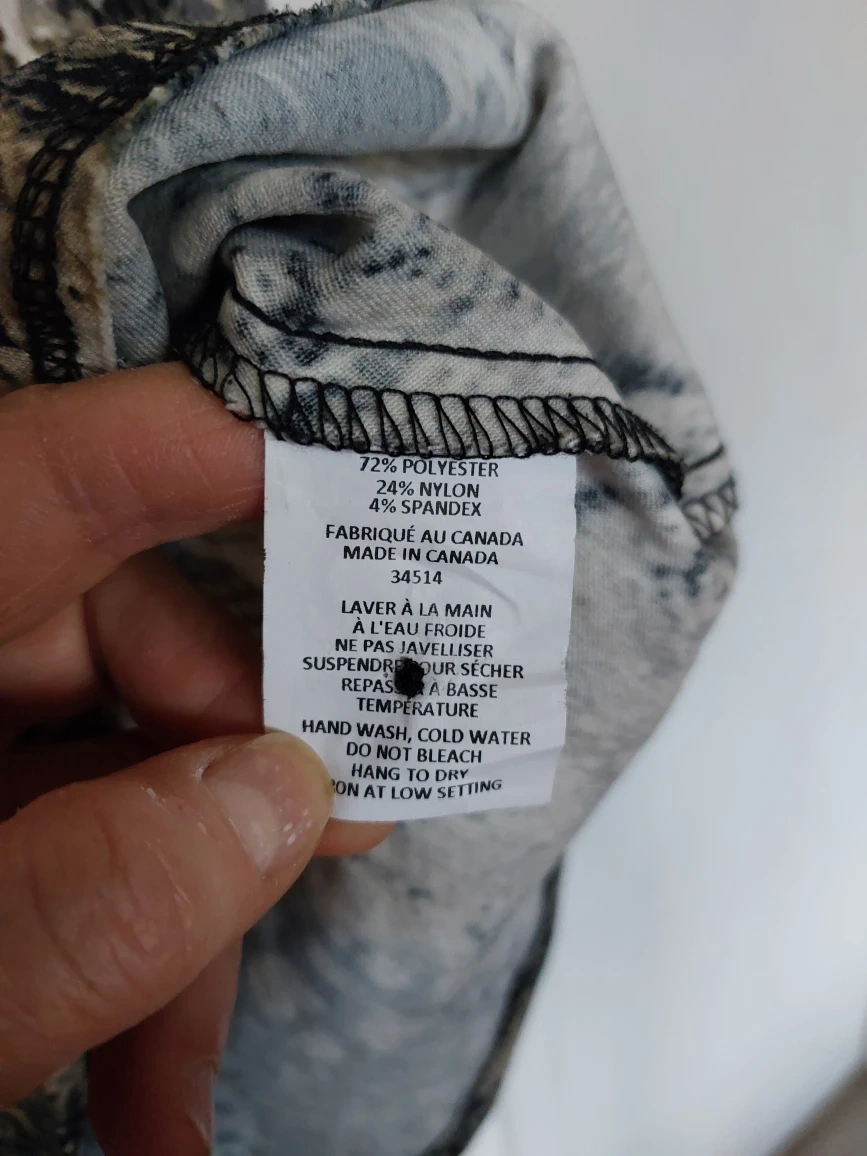 72% POLYESTER
24% NYLON
4% SPANDEX
FABRIQUÉ AU CANADA
MADE IN CANADA
34514
LAVER À LA MAIN
À L'EAU FROIDE
NE PAS JAVELLISER
SUSPENDRE POUR SÉCHER
À BASSE
TEMPÉRATURE
HAND WASH, COLD WATER
DO NOT BLEACH
HANG TO DRY
AT LOW SETTING